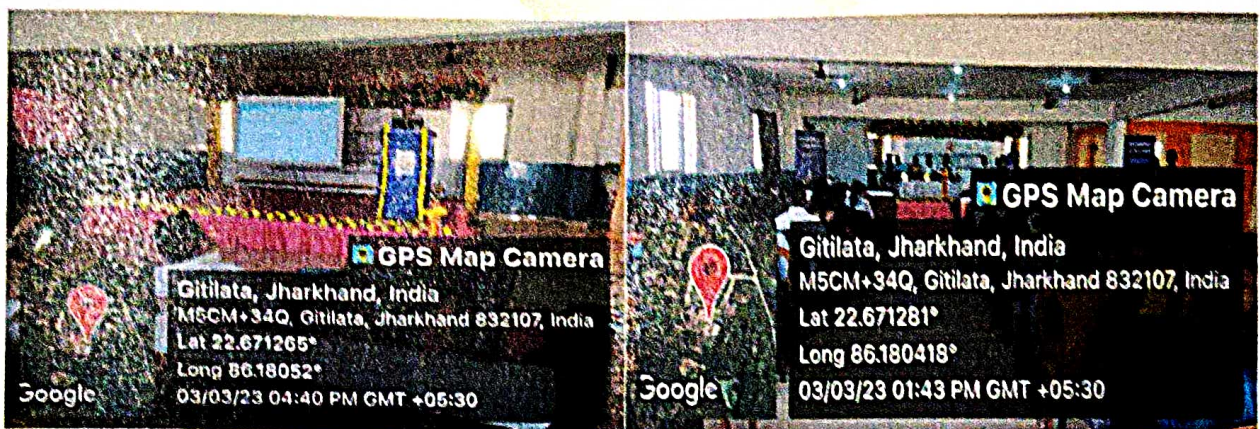 GPS Map Camera
Gitilata, Jharkhand, India
M5CM+34Q, Gitilata, Jharkhand 832107, India
Lat 22.671265°
Long 86.18052°
03/03/23 04:40 PM GMT +05:30
Google
GPS Map Camera
Gitilata, Jharkhand, India
M5CM+34Q, Gitilata, Jharkhand 832107, India
Lat 22.671281°
Long 86.180418°
03/03/23 01:43 PM GMT +05:30
Google